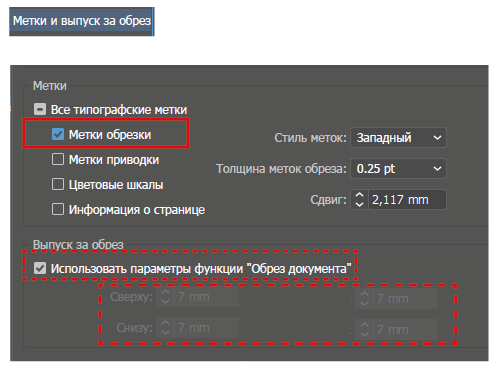 Метки и выпуск за обрез
Метки
Все типографские метки
Метки обрезки
Стиль меток: Западный
Метки приводки
Толщина меток обреза: 0.25 pt
Цветовые шкалы
Сдвиг: 2,117 mm
Информация о странице
Выпуск за обрез
Использовать параметры функции "Обрез документа"
Сверху: 7 mm : 7 mm
Снизу: 7 mm : 7 mm